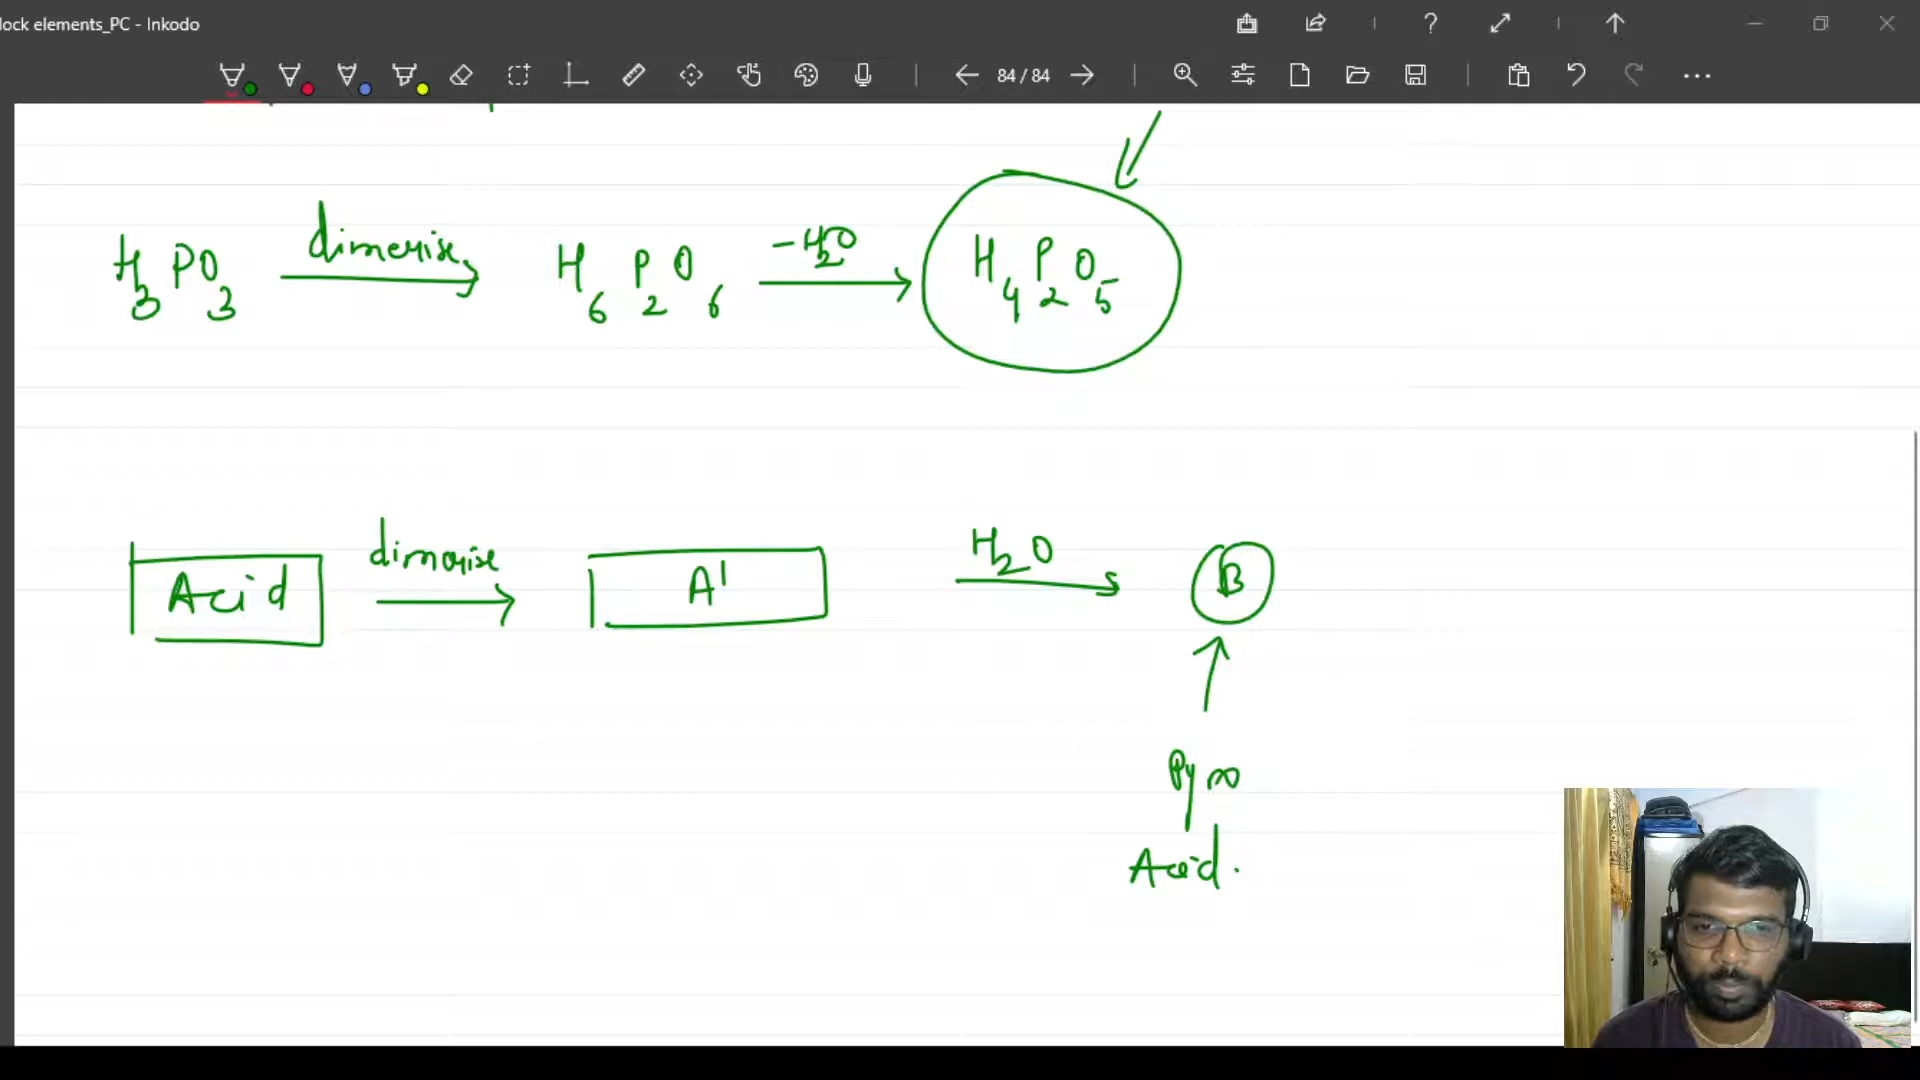 lock elements_PC - Inkodo
84 / 84
H3PO3 dimerise H6P2O6 -H2O H4P2O5
Acid dimerise A' H2O B
Pyro
Acid.